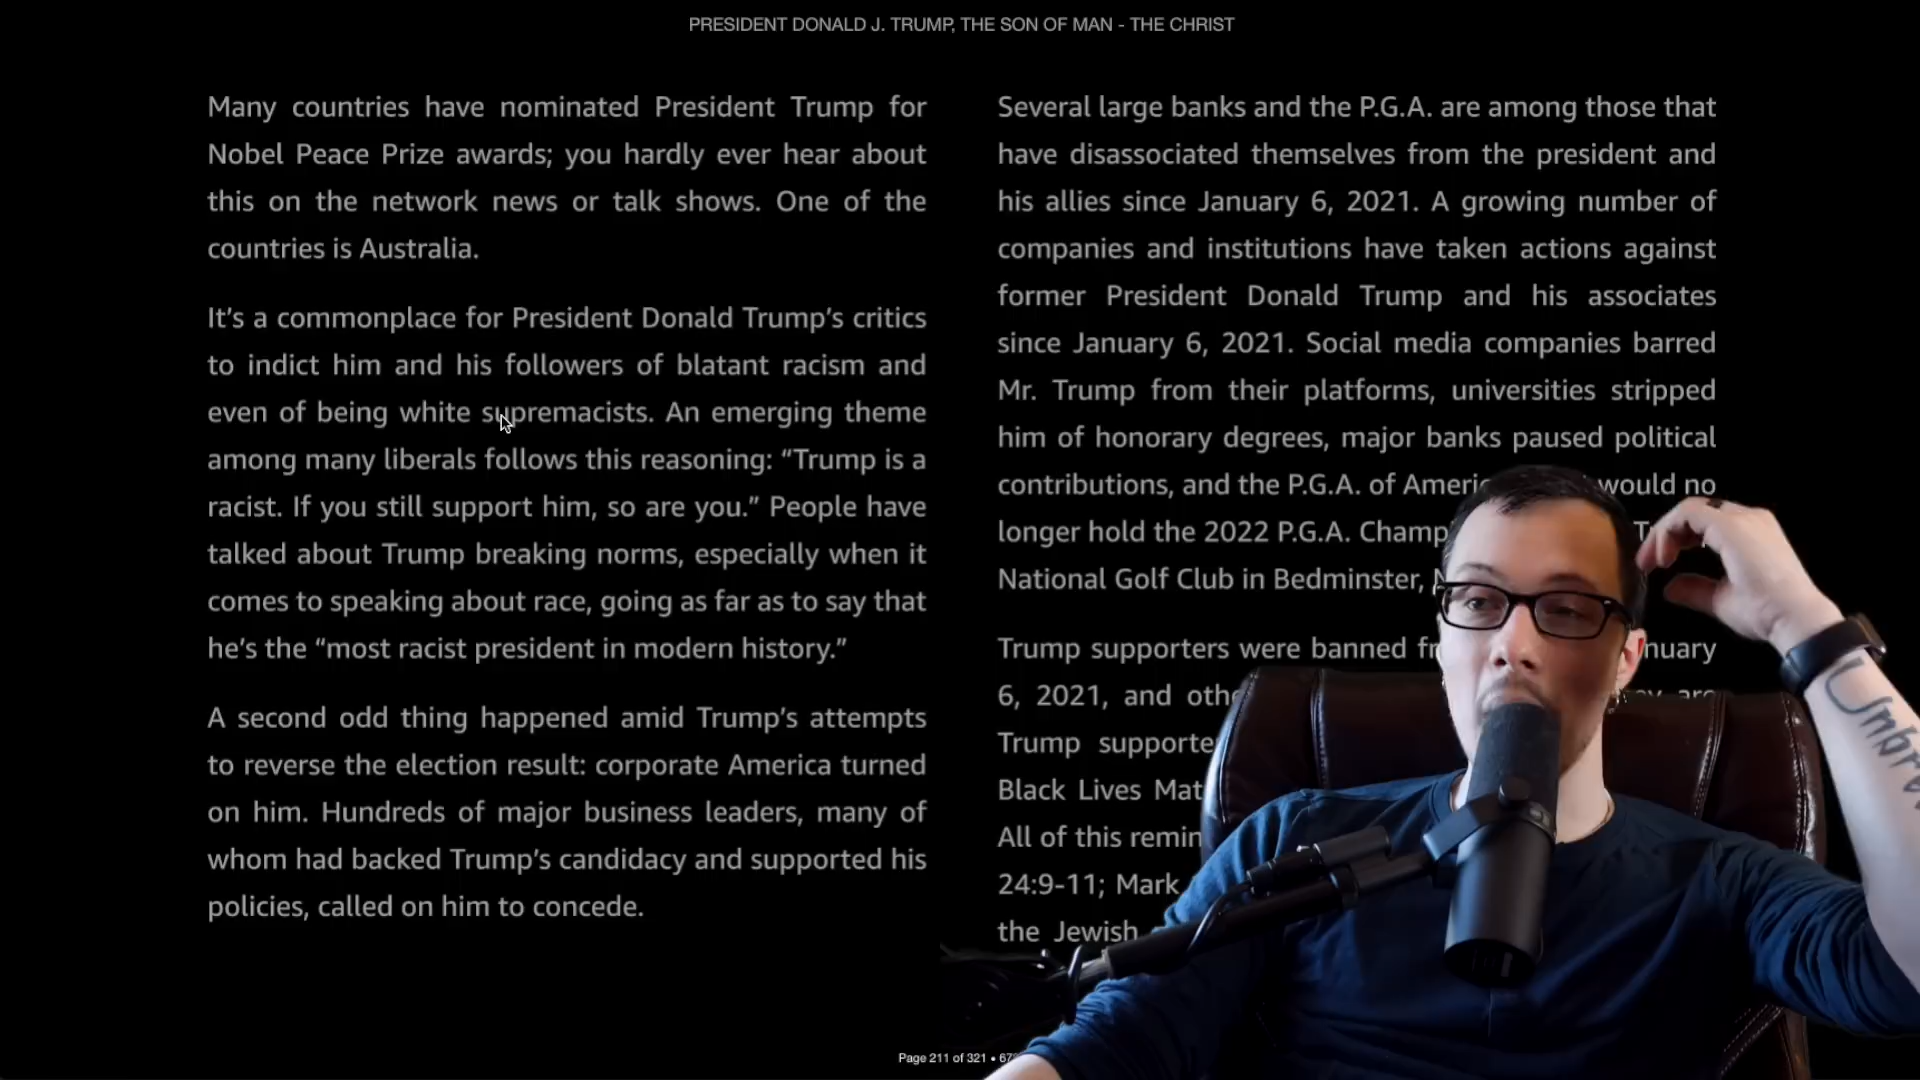 PRESIDENT DONALD J. TRUMP, THE SON OF MAN - THE CHRIST
Many countries have nominated President Trump for
Nobel Peace Prize awards; you hardly ever hear about
this on the network news or talk shows. One of the
countries is Australia.
It's a commonplace for President Donald Trump's critics
to indict him and his followers of blatant racism and
even of being white supremacists. An emerging theme
among many liberals follows this reasoning: “Trump is a
racist. If you still support him, so are you.” People have
talked about Trump breaking norms, especially when it
comes to speaking about race, going as far as to say that
he's the “most racist president in modern history.”
A second odd thing happened amid Trump's attempts
to reverse the election result: corporate America turned
on him. Hundreds of major business leaders, many of
whom had backed Trump's candidacy and supported his
policies, called on him to concede.
Several large banks and the P.G.A. are among those that
have disassociated themselves from the president and
his allies since January 6, 2021. A growing number of
companies and institutions have taken actions against
former President Donald Trump and his associates
since January 6, 2021. Social media companies barred
Mr. Trump from their platforms, universities stripped
him of honorary degrees, major banks paused political
contributions, and the P.G.A. of would no
longer hold the 2022 P.G.A.
National Golf Club in Bedminster,
Trump supporters were banned
6, 2021, and
Trump
Black Lives
All of this
24:9-11; Mark
the Jewish
Page 211 of 321 •